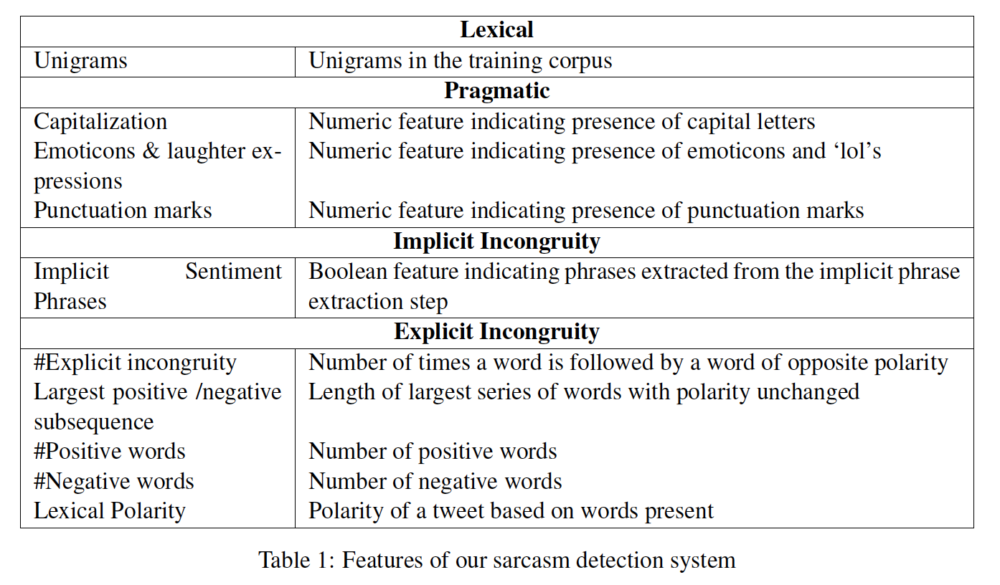 Lexical
Unigrams Unigrams in the training corpus
Pragmatic
Capitalization Numeric feature indicating presence of capital letters
Emoticons & laughter ex- Numeric feature indicating presence of emoticons and ‘lol’s
pressions
Punctuation marks Numeric feature indicating presence of punctuation marks
Implicit Incongruity
Implicit Sentiment Boolean feature indicating phrases extracted from the implicit phrase
Phrases extraction step
Explicit Incongruity
#Explicit incongruity Number of times a word is followed by a word of opposite polarity
Largest positive /negative Length of largest series of words with polarity unchanged
subsequence
#Positive words Number of positive words
#Negative words Number of negative words
Lexical Polarity Polarity of a tweet based on words present
Table 1: Features of our sarcasm detection system